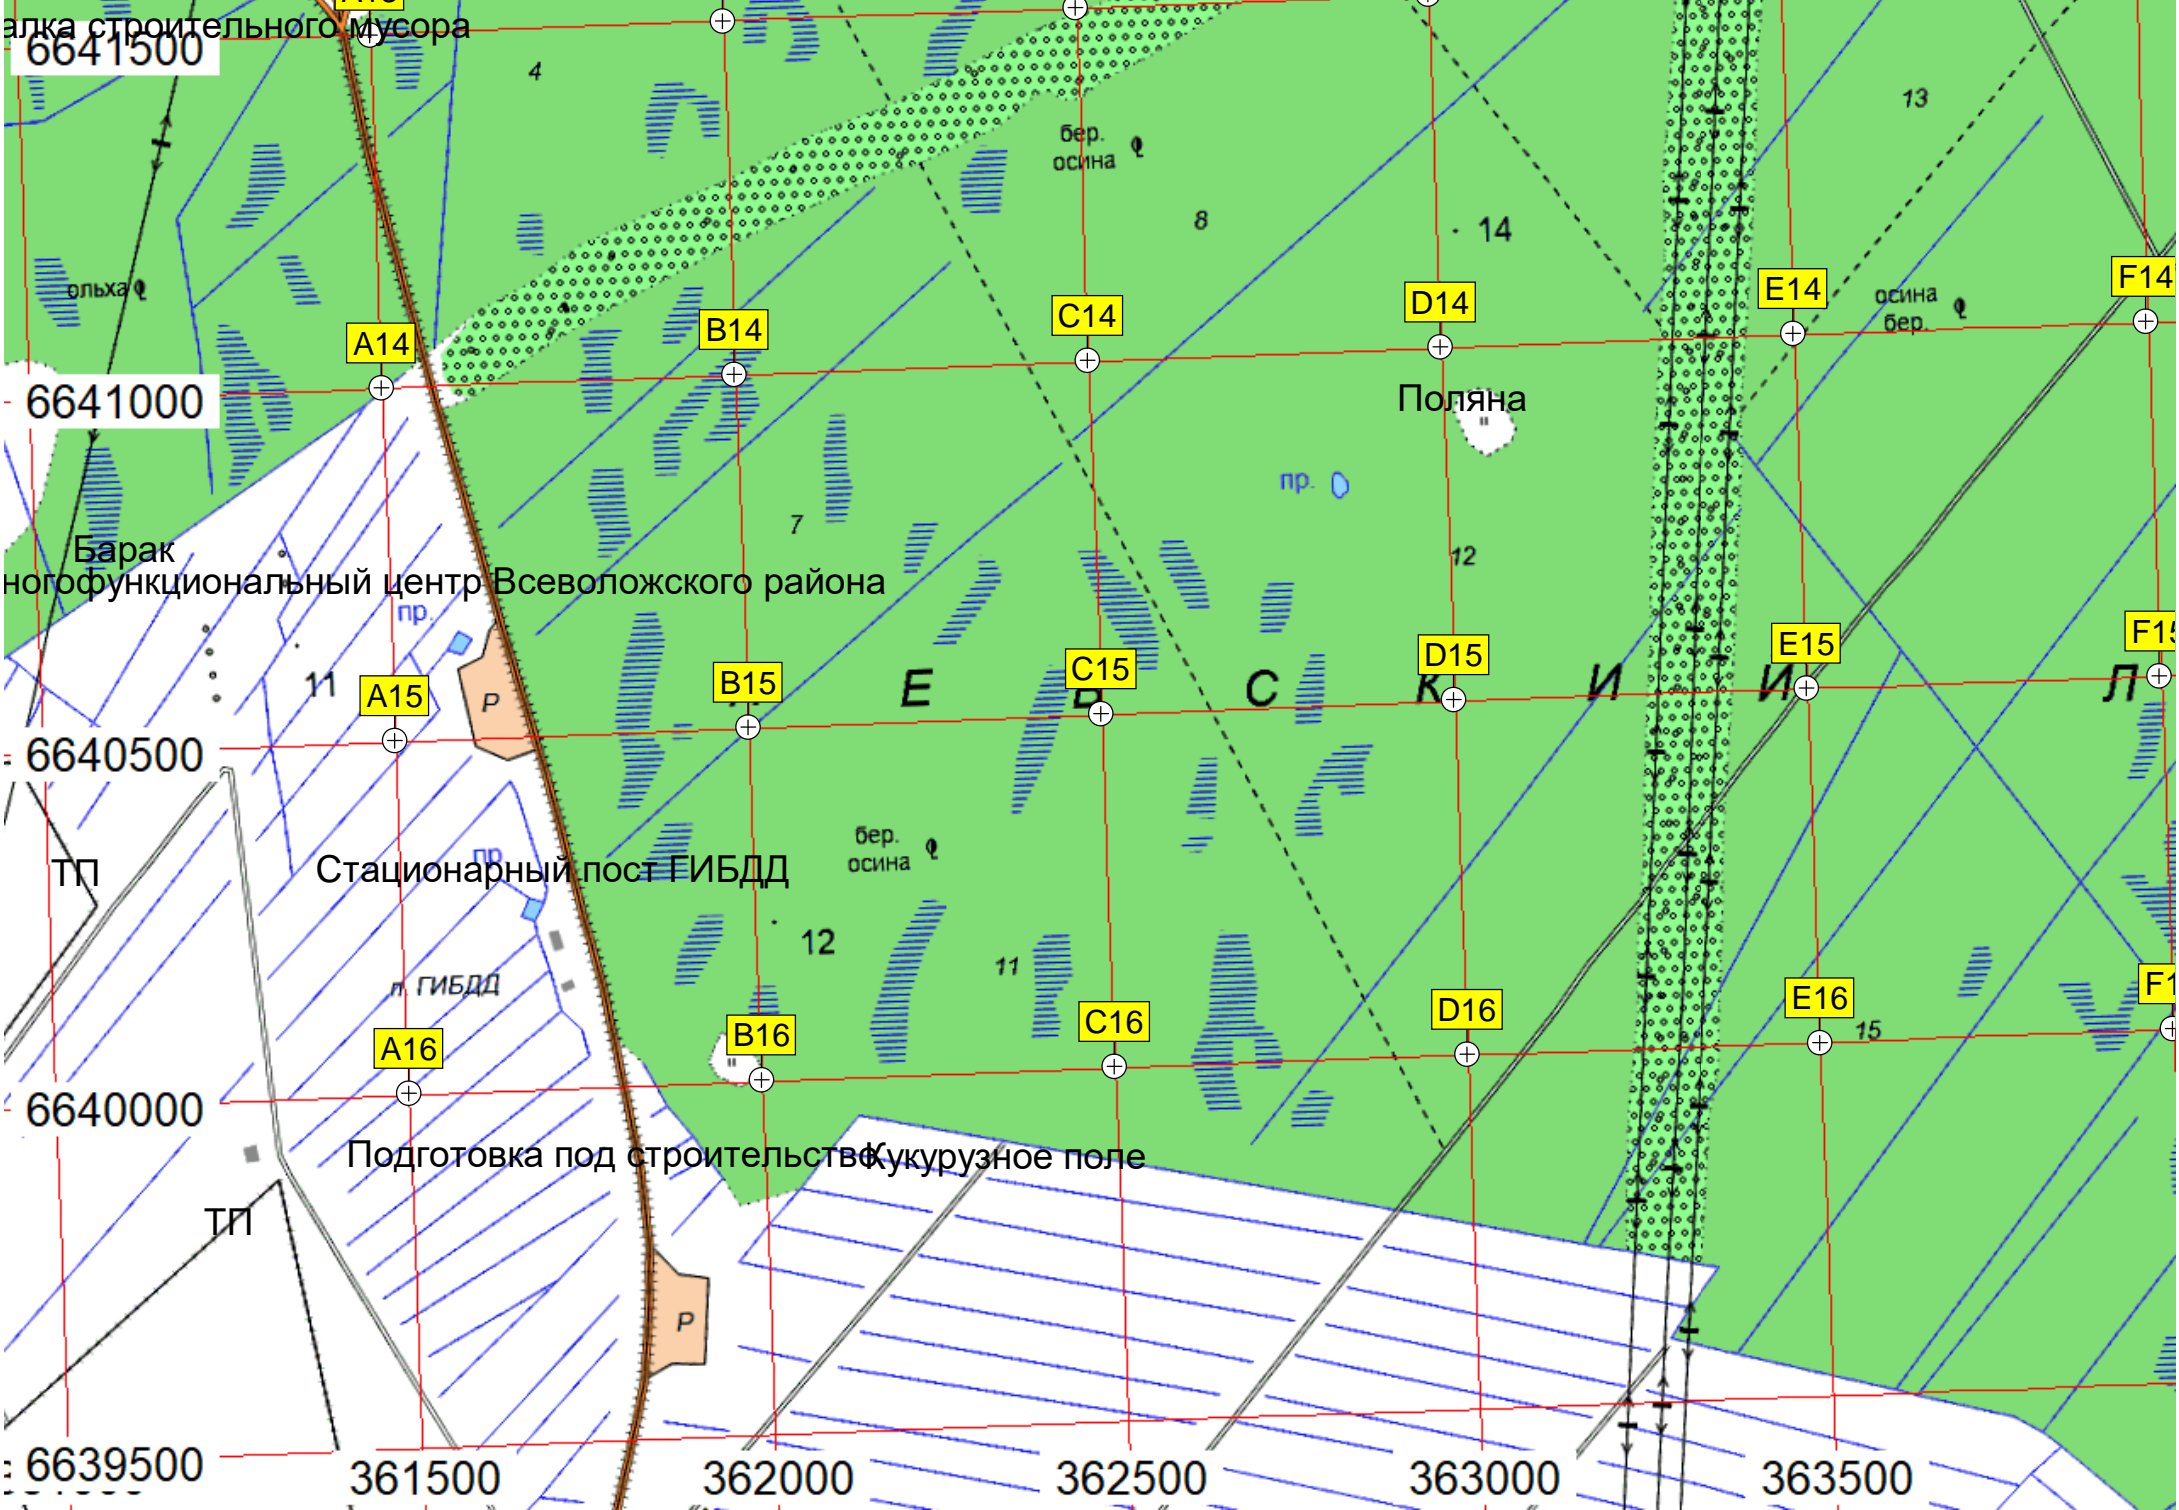 алка строительного мусора
6641500
4
13
бер.
осина
8
14
ольха
A14
B14
C14
D14
E14
F14
осина
бер.
6641000
Поляна
пр.
7
12
Барак
ногофункциональный центр Всеволожского района
пр.
11
Р
A15
B15
C15
D15
E15
Е В С К И И Л
6640500
бер.
осина
ТП
пр
Стационарный пост ГИБДД
12
11
п. ГИБДД
A16
B16
C16
D16
E16
15
6640000
Подготовка под строительство
Кукурузное поле
ТП
Р
6639500
361500
362000
362500
363000
363500